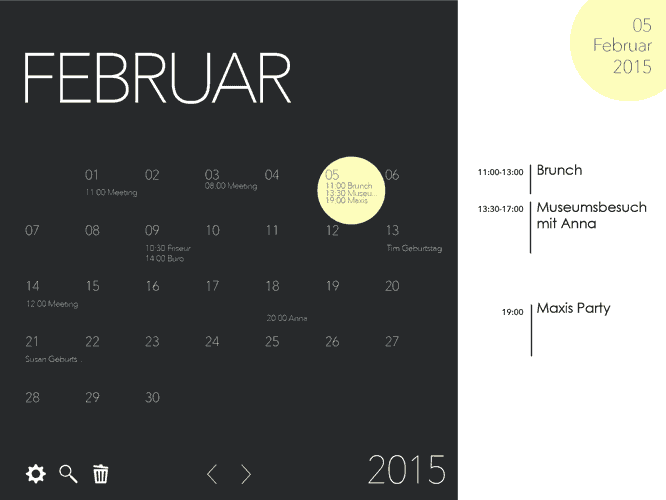 FEBRUAR
01 02 03 04 05 06
11:00 Meeting
08:00 Meeting
11:00 Brunch
13:30 Museu...
19:00 Maxis
07 08 09 10 11 12 13
10:30 Friseur
14:00 Büro
Tim Geburtstag
14 15 16 17 18 19 20
12:00 Meeting
20:00 Anna
21 22 23 24 25 26 27
Susan Geburts...
28 29 30
2015
05
Februar
2015
11:00-13:00 Brunch
13:30-17:00 Museumsbesuch
mit Anna
19:00 Maxis Party